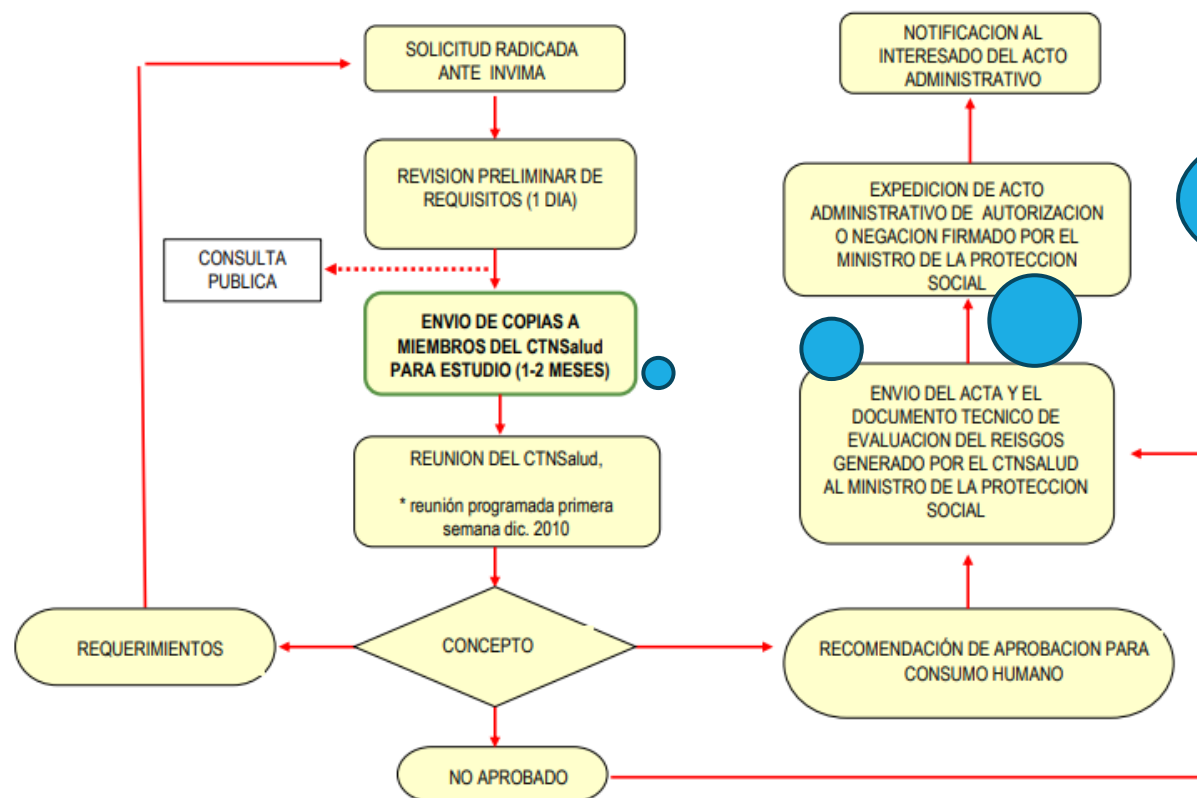 SOLICITUD RADICADA
ANTE INVIMA
REVISION PRELIMINAR DE
REQUISITOS (1 DIA)
CONSULTA
PUBLICA
ENVIO DE COPIAS A
MIEMBROS DEL CTNSalud
PARA ESTUDIO (1-2 MESES)
REUNION DEL CTNSalud,
* reunión programada primera
semana dic. 2010
CONCEPTO
REQUERIMIENTOS
NO APROBADO
RECOMENDACIÓN DE APROBACION PARA
CONSUMO HUMANO
ENVIO DEL ACTA Y EL
DOCUMENTO TECNICO DE
EVALUACION DEL REISGOS
GENERADO POR EL CTNSALUD
AL MINISTRO DE LA PROTECCION
SOCIAL
EXPEDICION DE ACTO
ADMINISTRATIVO DE AUTORIZACION
O NEGACION FIRMADO POR EL
MINISTRO DE LA PROTECCION
SOCIAL
NOTIFICACION AL
INTERESADO DEL ACTO
ADMINISTRATIVO